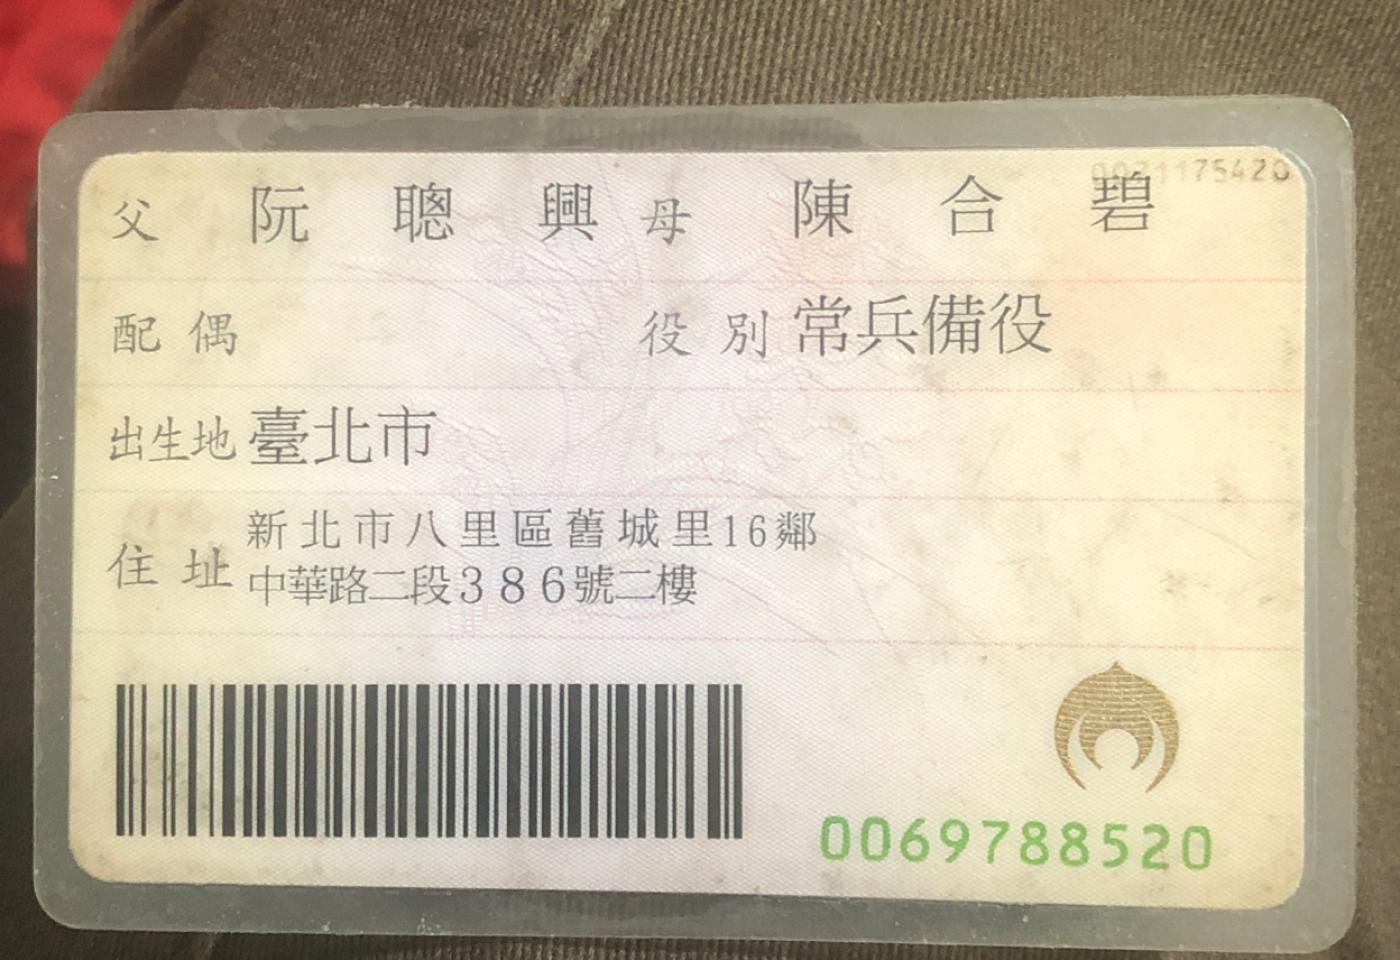 0071175420
父 阮聰興 母 陳合碧
配偶 役別 常兵備役
出生地 臺北市
住址 新北市八里區舊城里16鄰
中華路二段386號二樓
0069788520